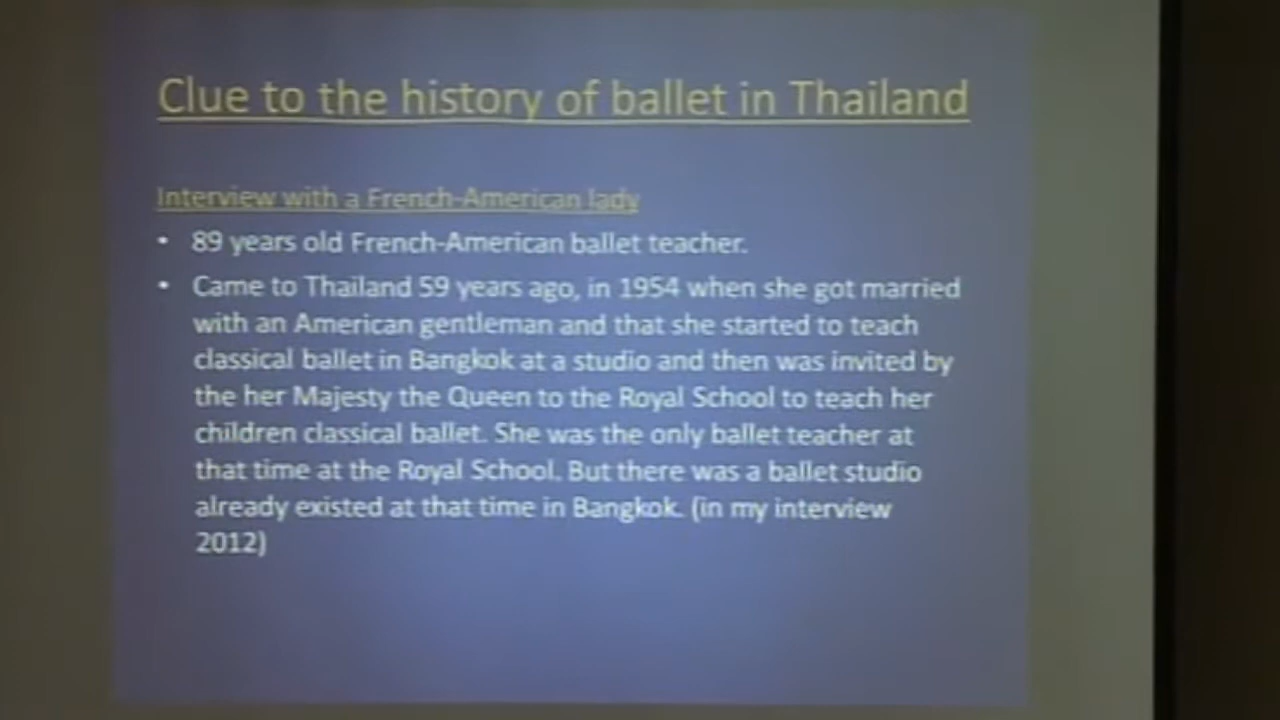 Clue to the history of ballet in Thailand
Interview with a French-American lady
• 89 years old French-American ballet teacher.
• Came to Thailand 59 years ago, in 1954 when she got married
with an American gentleman and that she started to teach
classical ballet in Bangkok at a studio and then was invited by
the her Majesty the Queen to the Royal School to teach her
children classical ballet. She was the only ballet teacher at
that time at the Royal School. But there was a ballet studio
already existed at that time in Bangkok. (in my interview
2012)